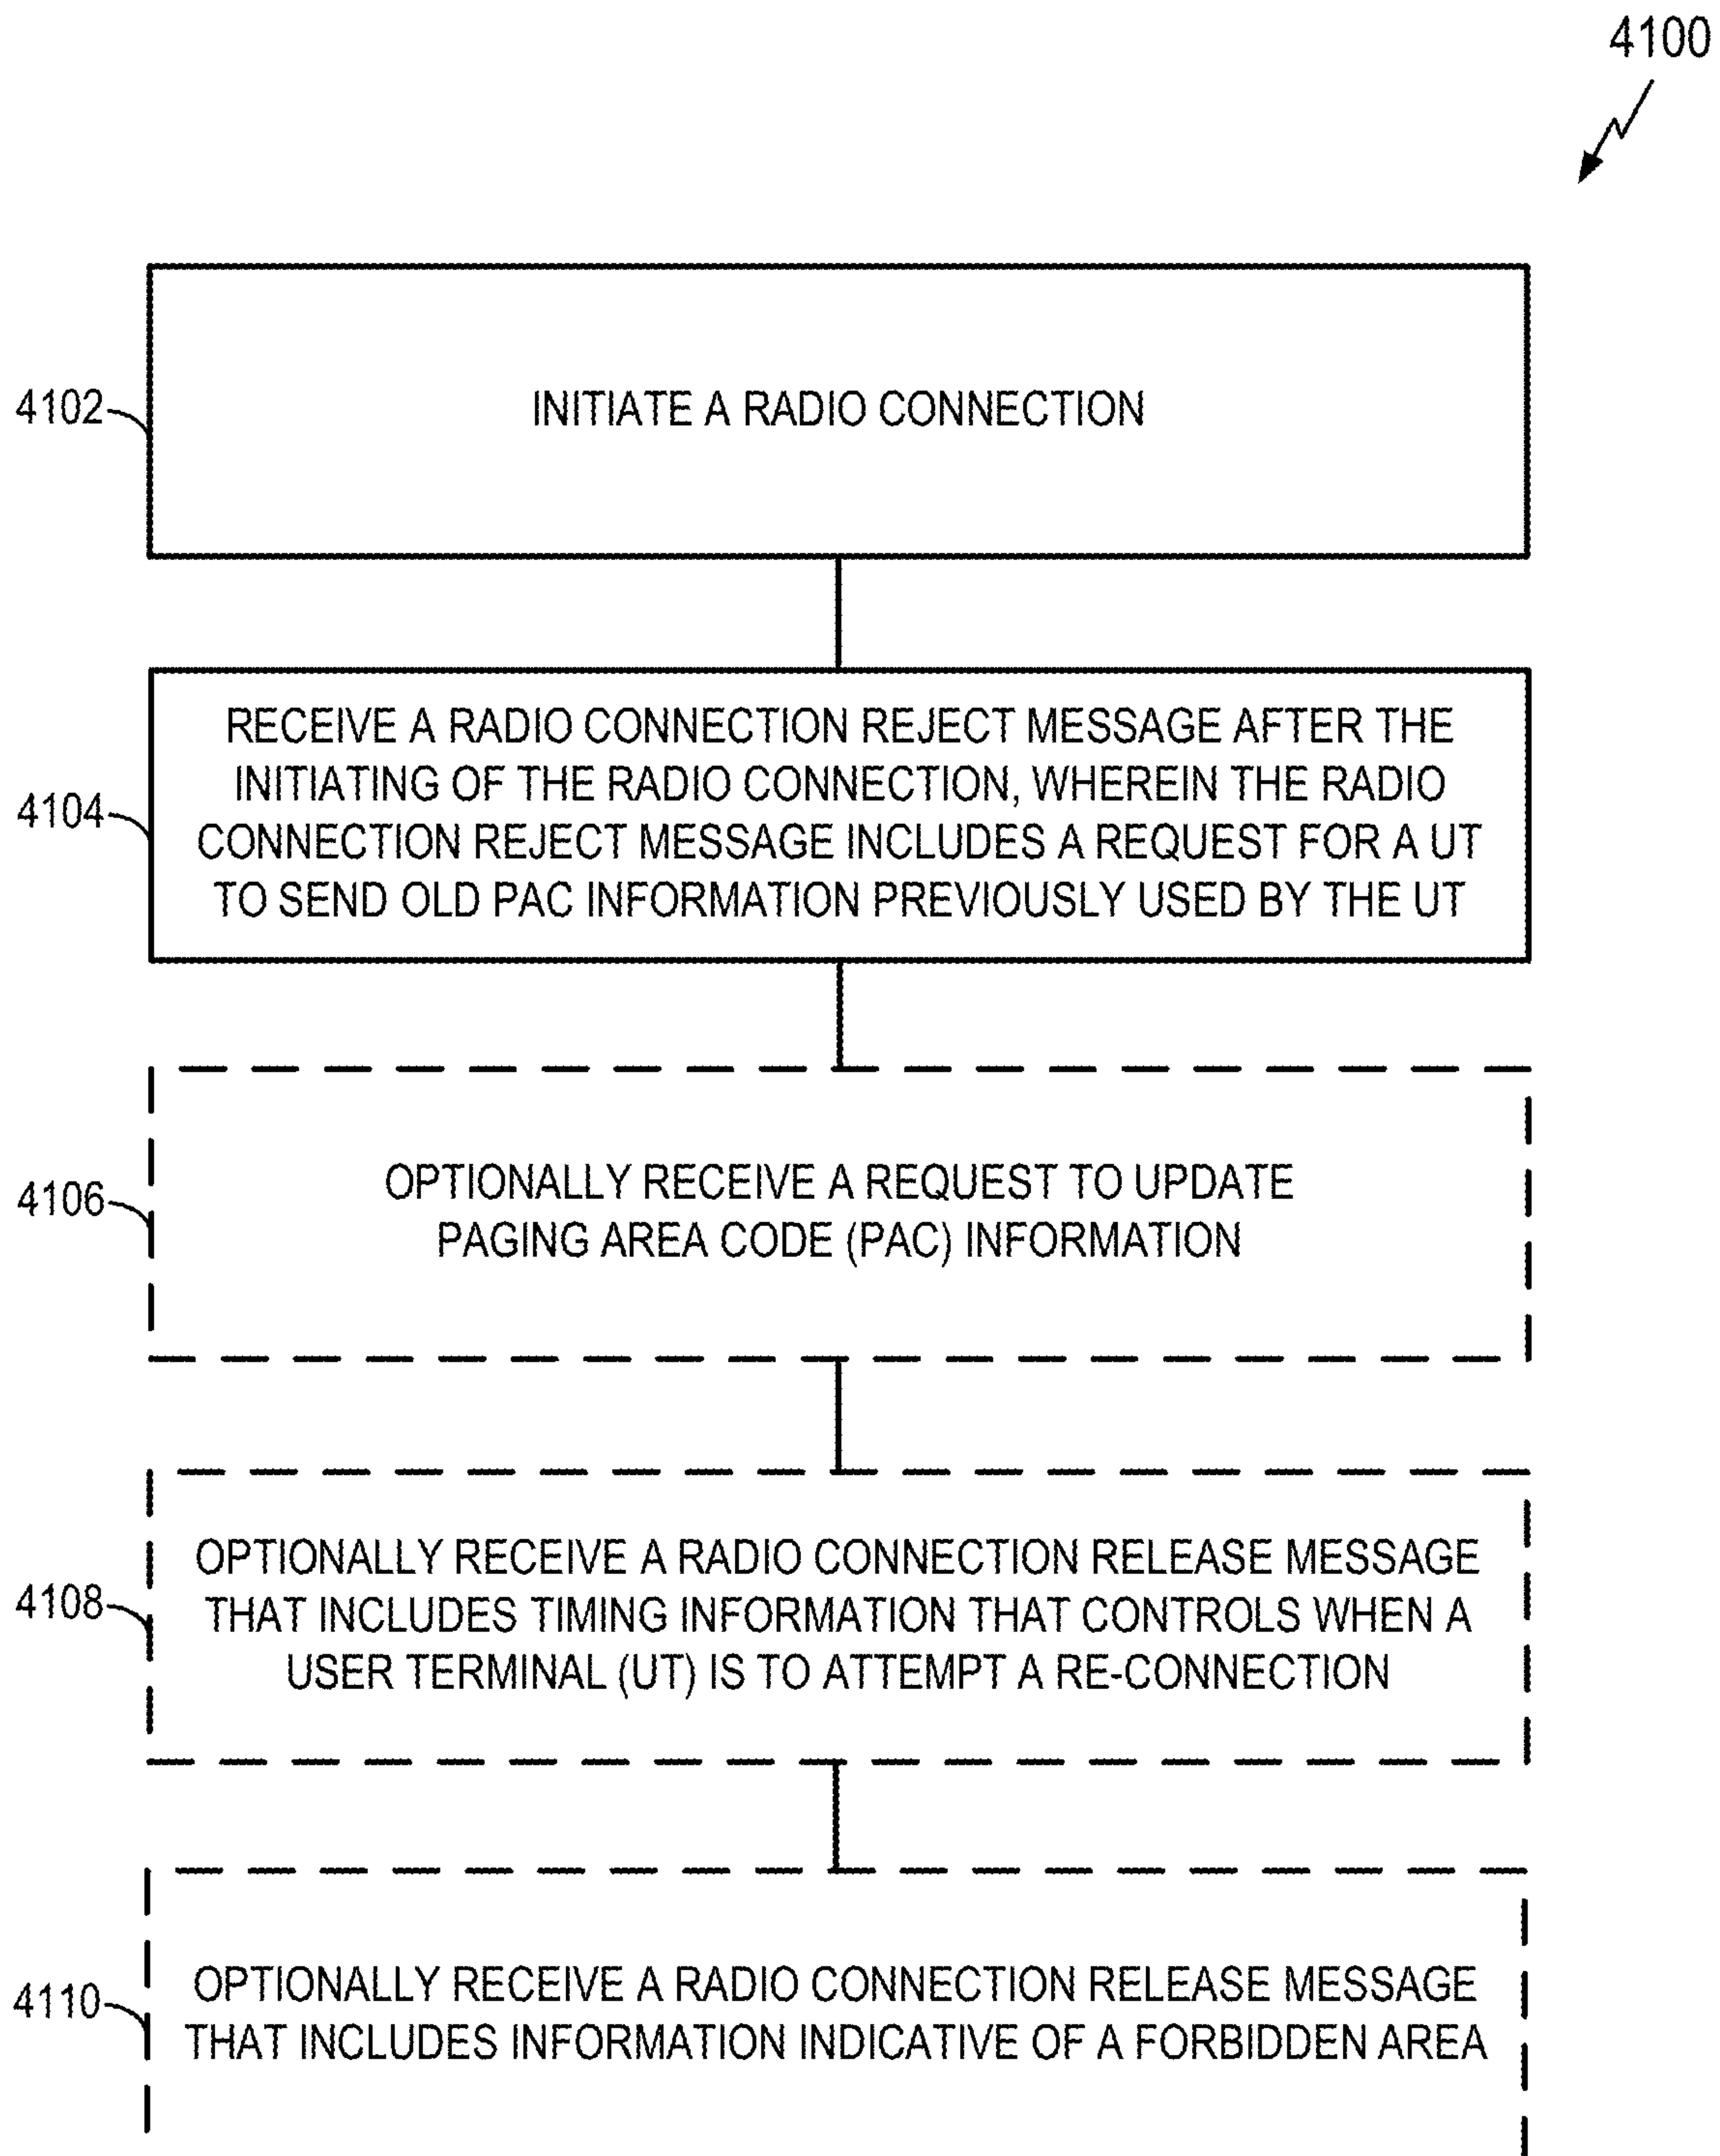 4100
4102
INITIATE A RADIO CONNECTION
4104
RECEIVE A RADIO CONNECTION REJECT MESSAGE AFTER THE
INITIATING OF THE RADIO CONNECTION, WHEREIN THE RADIO
CONNECTION REJECT MESSAGE INCLUDES A REQUEST FOR A UT
TO SEND OLD PAC INFORMATION PREVIOUSLY USED BY THE UT
4106
OPTIONALLY RECEIVE A REQUEST TO UPDATE
PAGING AREA CODE (PAC) INFORMATION
4108
OPTIONALLY RECEIVE A RADIO CONNECTION RELEASE MESSAGE
THAT INCLUDES TIMING INFORMATION THAT CONTROLS WHEN A
USER TERMINAL (UT) IS TO ATTEMPT A RE-CONNECTION
4110
OPTIONALLY RECEIVE A RADIO CONNECTION RELEASE MESSAGE
THAT INCLUDES INFORMATION INDICATIVE OF A FORBIDDEN AREA